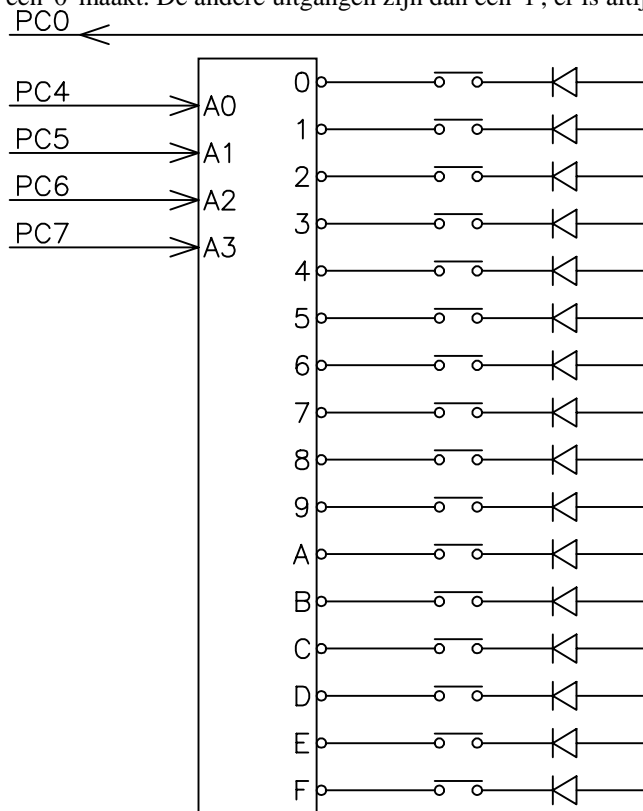 een '0' maakt. De andere uitgangen zijn dan een '1', er is altij
PC0
PC4
PC5
PC6
PC7
A0
A1
A2
A3
0
1
2
3
4
5
6
7
8
9
A
B
C
D
E
F